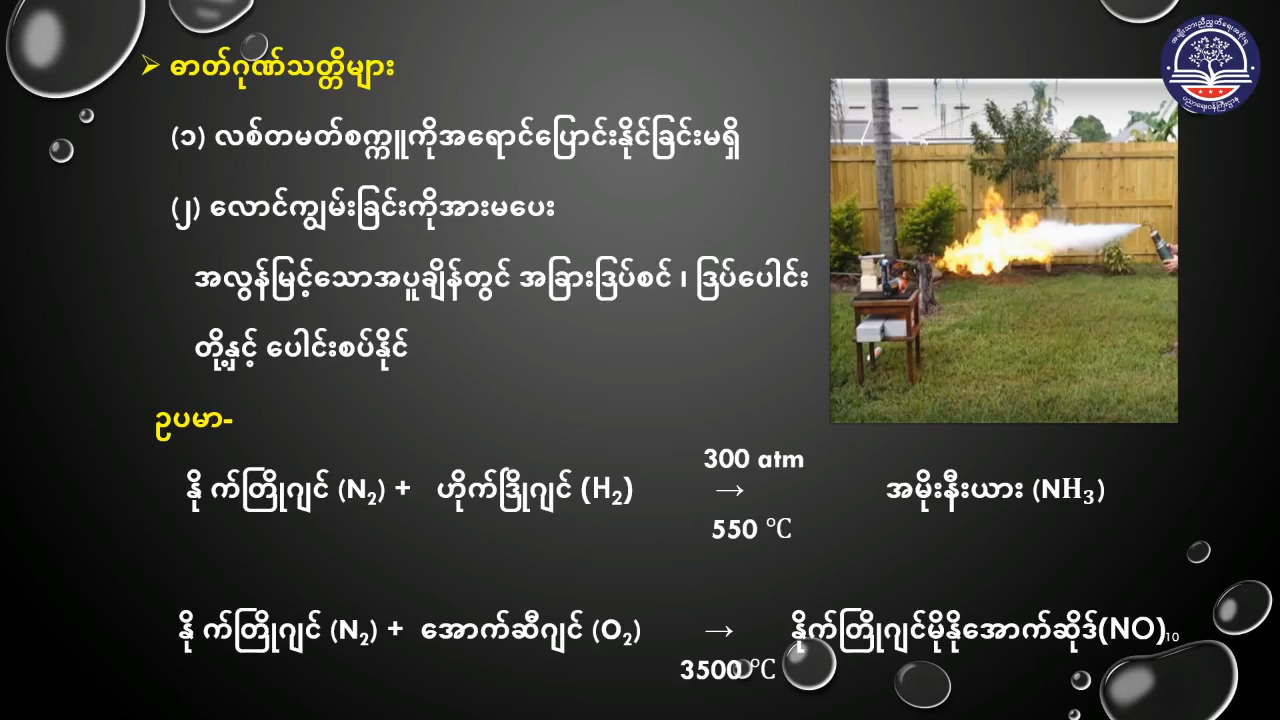 ➢ ဓာတ်ဂုဏ်သတ္တိများ
(၁) လစ်တမတ်စက္ကူကိုအရောင်ပြောင်းနိုင်ခြင်းမရှိ
(၂) လောင်ကျွမ်းခြင်းကိုအားမပေး
အလွန်မြင့်သောအပူချိန်တွင် အခြားဒြပ်စင် ၊ ဒြပ်ပေါင်း
တို့နှင့် ပေါင်းစပ်နိုင်
ဥပမာ-
300 atm
နို က်တြိုဂျင် (N₂) + ဟိုက်ဒြိုဂျင် (H₂) → အမိုးနီးယား (NH₃)
550 ℃
နို က်တြိုဂျင် (N₂) + အောက်ဆီဂျင် (O₂) → နိုက်တြိုဂျင်မိုနိုအောက်ဆိုဒ်(NO)
10
3500 ℃